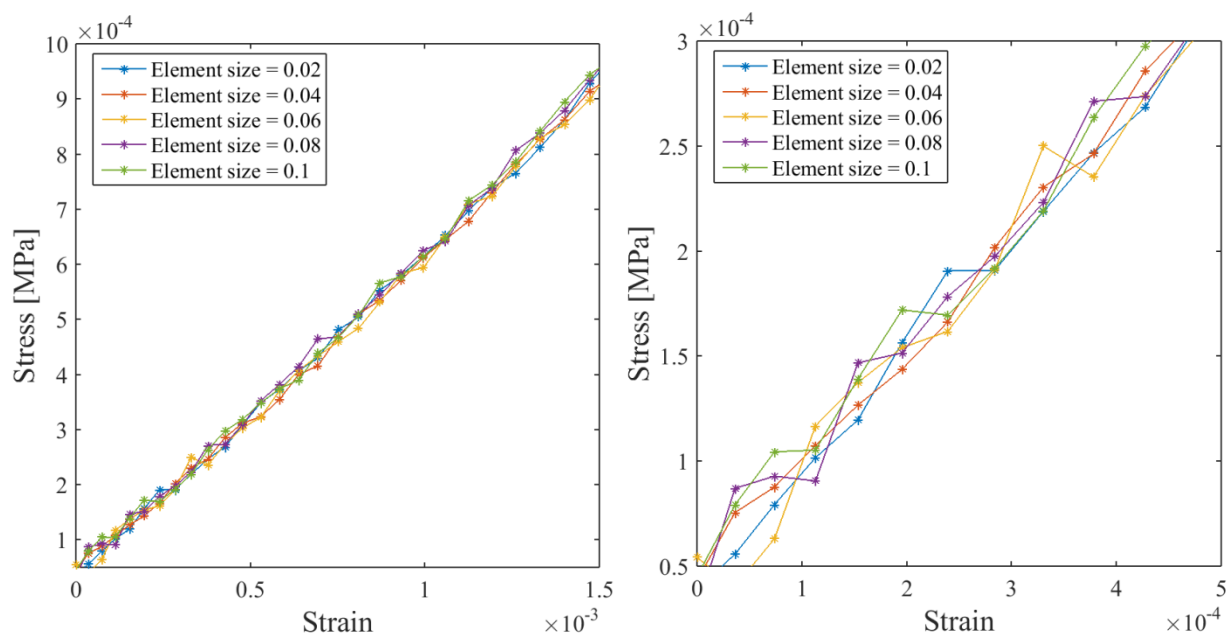 ×10⁻⁴
10
9
8
7
6
5
4
3
2
1
Stress [MPa]
Element size = 0.02
Element size = 0.04
Element size = 0.06
Element size = 0.08
Element size = 0.1
0
0.5
1
1.5
Strain
×10⁻³
×10⁻⁴
3
2.5
2
1.5
1
0.5
Stress [MPa]
Element size = 0.02
Element size = 0.04
Element size = 0.06
Element size = 0.08
Element size = 0.1
0
1
2
3
4
5
Strain
×10⁻⁴